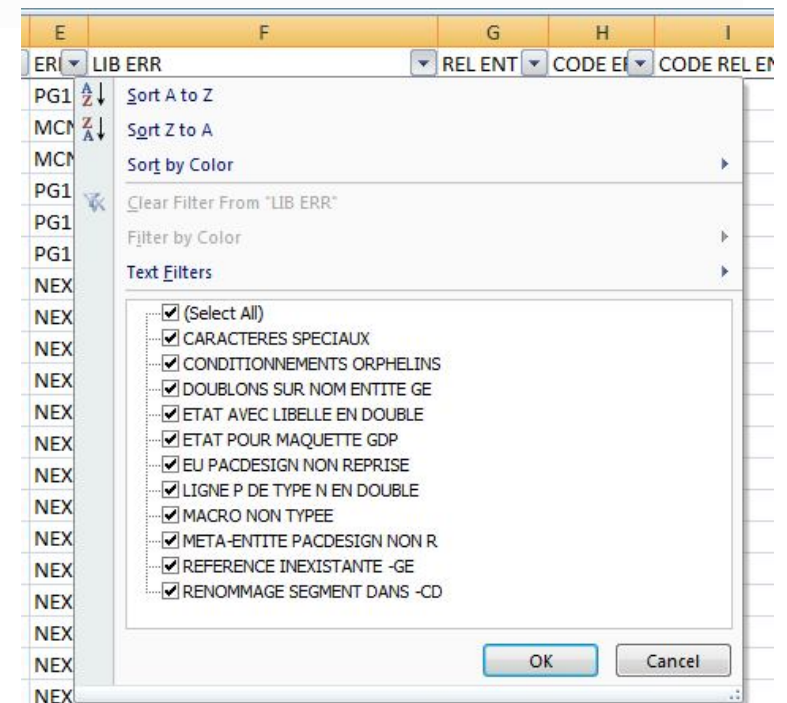 E F G H I
ERI LIB ERR REL ENT CODE EI CODE REL EN
PG1
MCN
MCN
PG1
PG1
PG1
NEX
NEX
NEX
NEX
NEX
NEX
NEX
NEX
NEX
NEX
NEX
NEX
NEX
NEX
Sort A to Z
Sort Z to A
Sort by Color
Clear Filter From "LIB ERR"
Filter by Color
Text Filters
(Select All)
CARACTERES SPECIAUX
CONDITIONNEMENTS ORPHELINS
DOUBLONS SUR NOM ENTITE GE
ETAT AVEC LIBELLE EN DOUBLE
ETAT POUR MAQUETTE GDP
EU PACDESIGN NON REPRISE
LIGNE P DE TYPE N EN DOUBLE
MACRO NON TYPEE
META-ENTITE PACDESIGN NON R
REFERENCE INEXISTANTE -GE
RENOMMAGE SEGMENT DANS -CD
OK Cancel